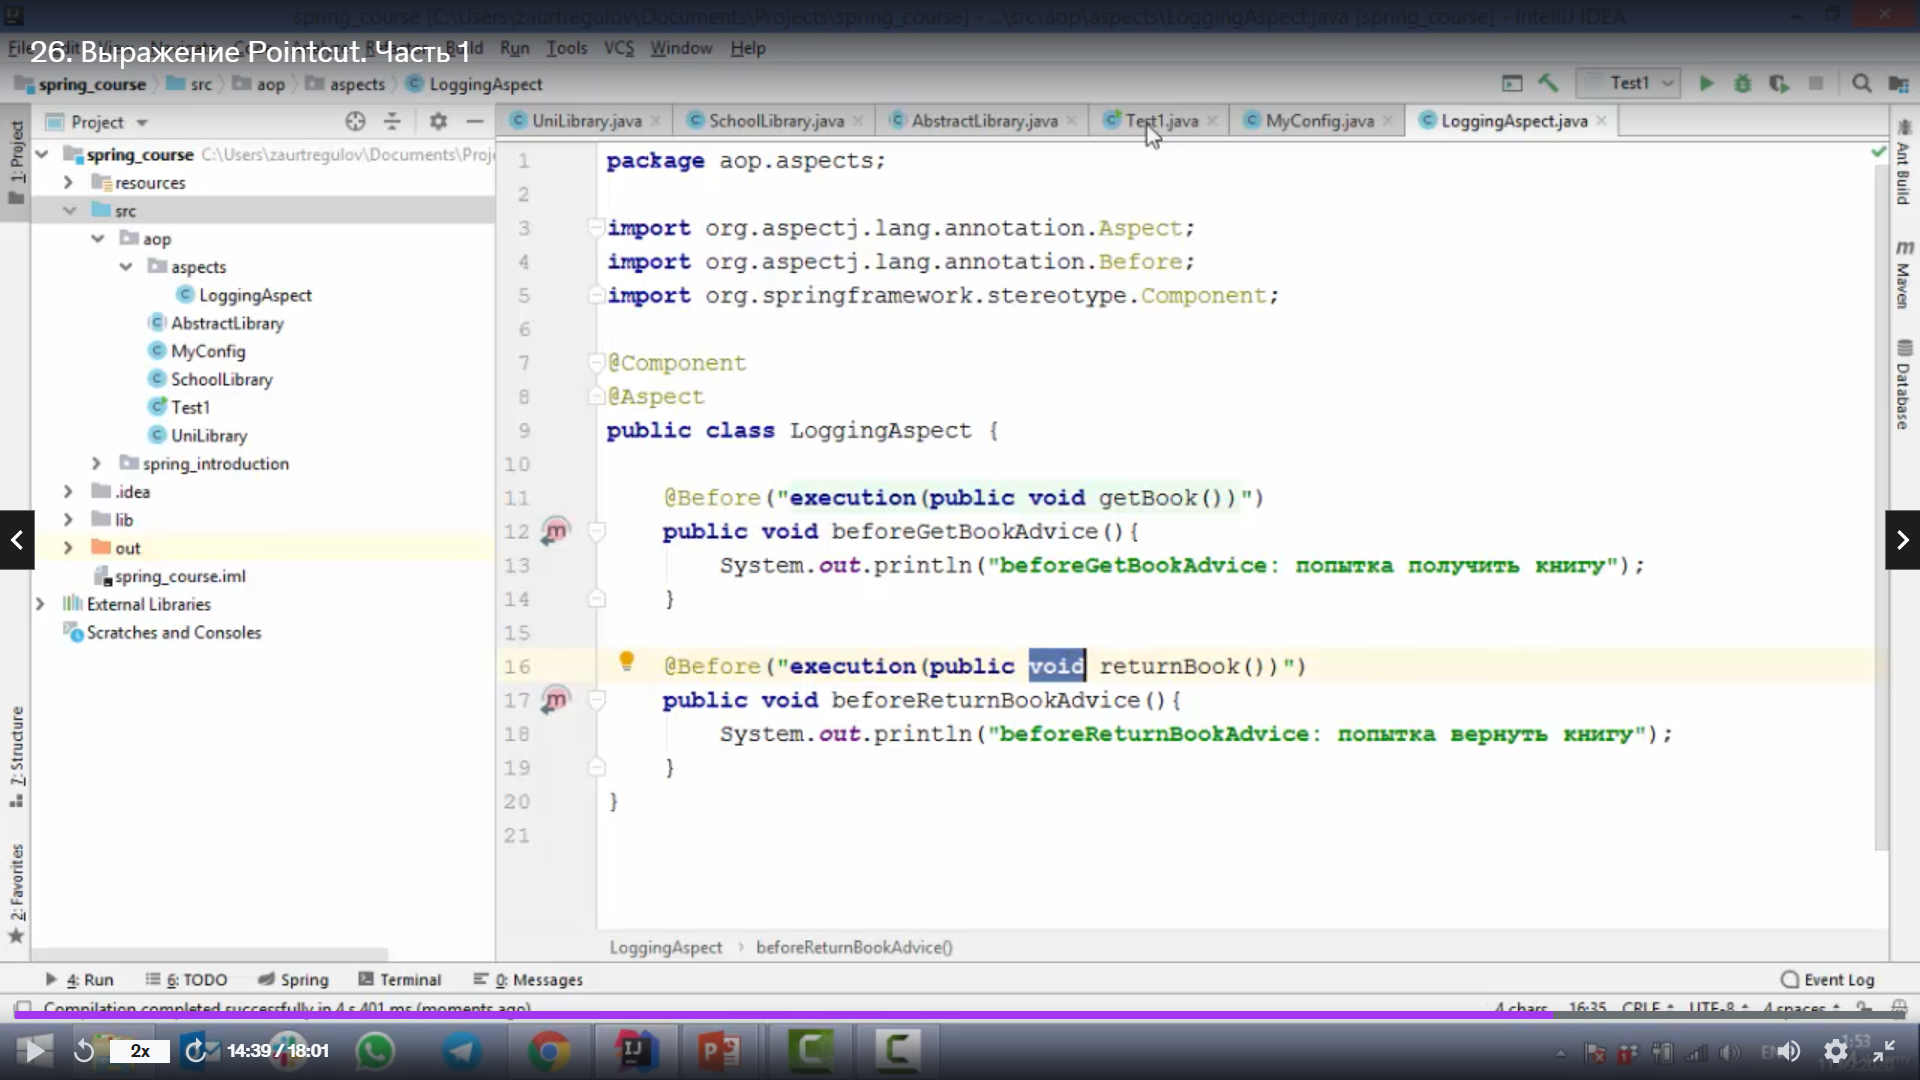 spring_course [C:\Users\zaurtregulov\Documents\Projects\spring_course] - ...\src\aop\aspects\LoggingAspect.java [spring_course] - IntelliJ IDEA
26. Выражение Pointcut. Часть 1
Run Tools VCS Window Help
spring_course src aop aspects LoggingAspect
Test1
Project
UniLibrary.java SchoolLibrary.java AbstractLibrary.java Test1.java MyConfig.java LoggingAspect.java
spring_course C:\Users\zaurtregulov\Documents\Proj
resources
src
aop
aspects
LoggingAspect
AbstractLibrary
MyConfig
SchoolLibrary
Test1
UniLibrary
spring_introduction
.idea
lib
out
spring_course.iml
External Libraries
Scratches and Consoles
1: Project
7: Structure
2: Favorites
1 package aop.aspects;
2
3 import org.aspectj.lang.annotation.Aspect;
4 import org.aspectj.lang.annotation.Before;
5 import org.springframework.stereotype.Component;
6
7 @Component
8 @Aspect
9 public class LoggingAspect {
10
11 @Before("execution(public void getBook())")
12 public void beforeGetBookAdvice(){
13 System.out.println("beforeGetBookAdvice: попытка получить книгу");
14 }
15
16 @Before("execution(public void returnBook())")
17 public void beforeReturnBookAdvice(){
18 System.out.println("beforeReturnBookAdvice: попытка вернуть книгу");
19 }
20 }
21
Ant Build
m Maven
Database
LoggingAspect › beforeReturnBookAdvice()
4: Run 6: TODO Spring Terminal 0: Messages Event Log
Compilation completed successfully in 4 s 401 ms (moments ago) 4 chars 16:35 CRLF UTF-8 4 spaces
2x 14:39 / 18:01